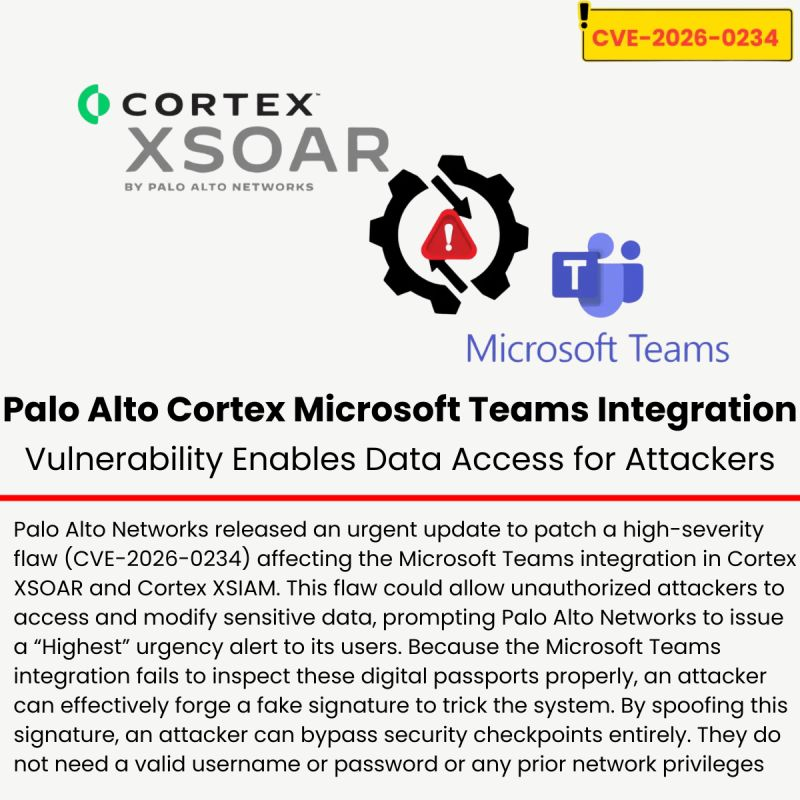 CVE-2026-0234
CORTEX™
XSOAR
BY PALO ALTO NETWORKS
T
Microsoft Teams
Palo Alto Cortex Microsoft Teams Integration
Vulnerability Enables Data Access for Attackers
Palo Alto Networks released an urgent update to patch a high-severity
flaw (CVE-2026-0234) affecting the Microsoft Teams integration in Cortex
XSOAR and Cortex XSIAM. This flaw could allow unauthorized attackers to
access and modify sensitive data, prompting Palo Alto Networks to issue
a “Highest” urgency alert to its users. Because the Microsoft Teams
integration fails to inspect these digital passports properly, an attacker
can effectively forge a fake signature to trick the system. By spoofing this
signature, an attacker can bypass security checkpoints entirely. They do
not need a valid username or password or any prior network privileges